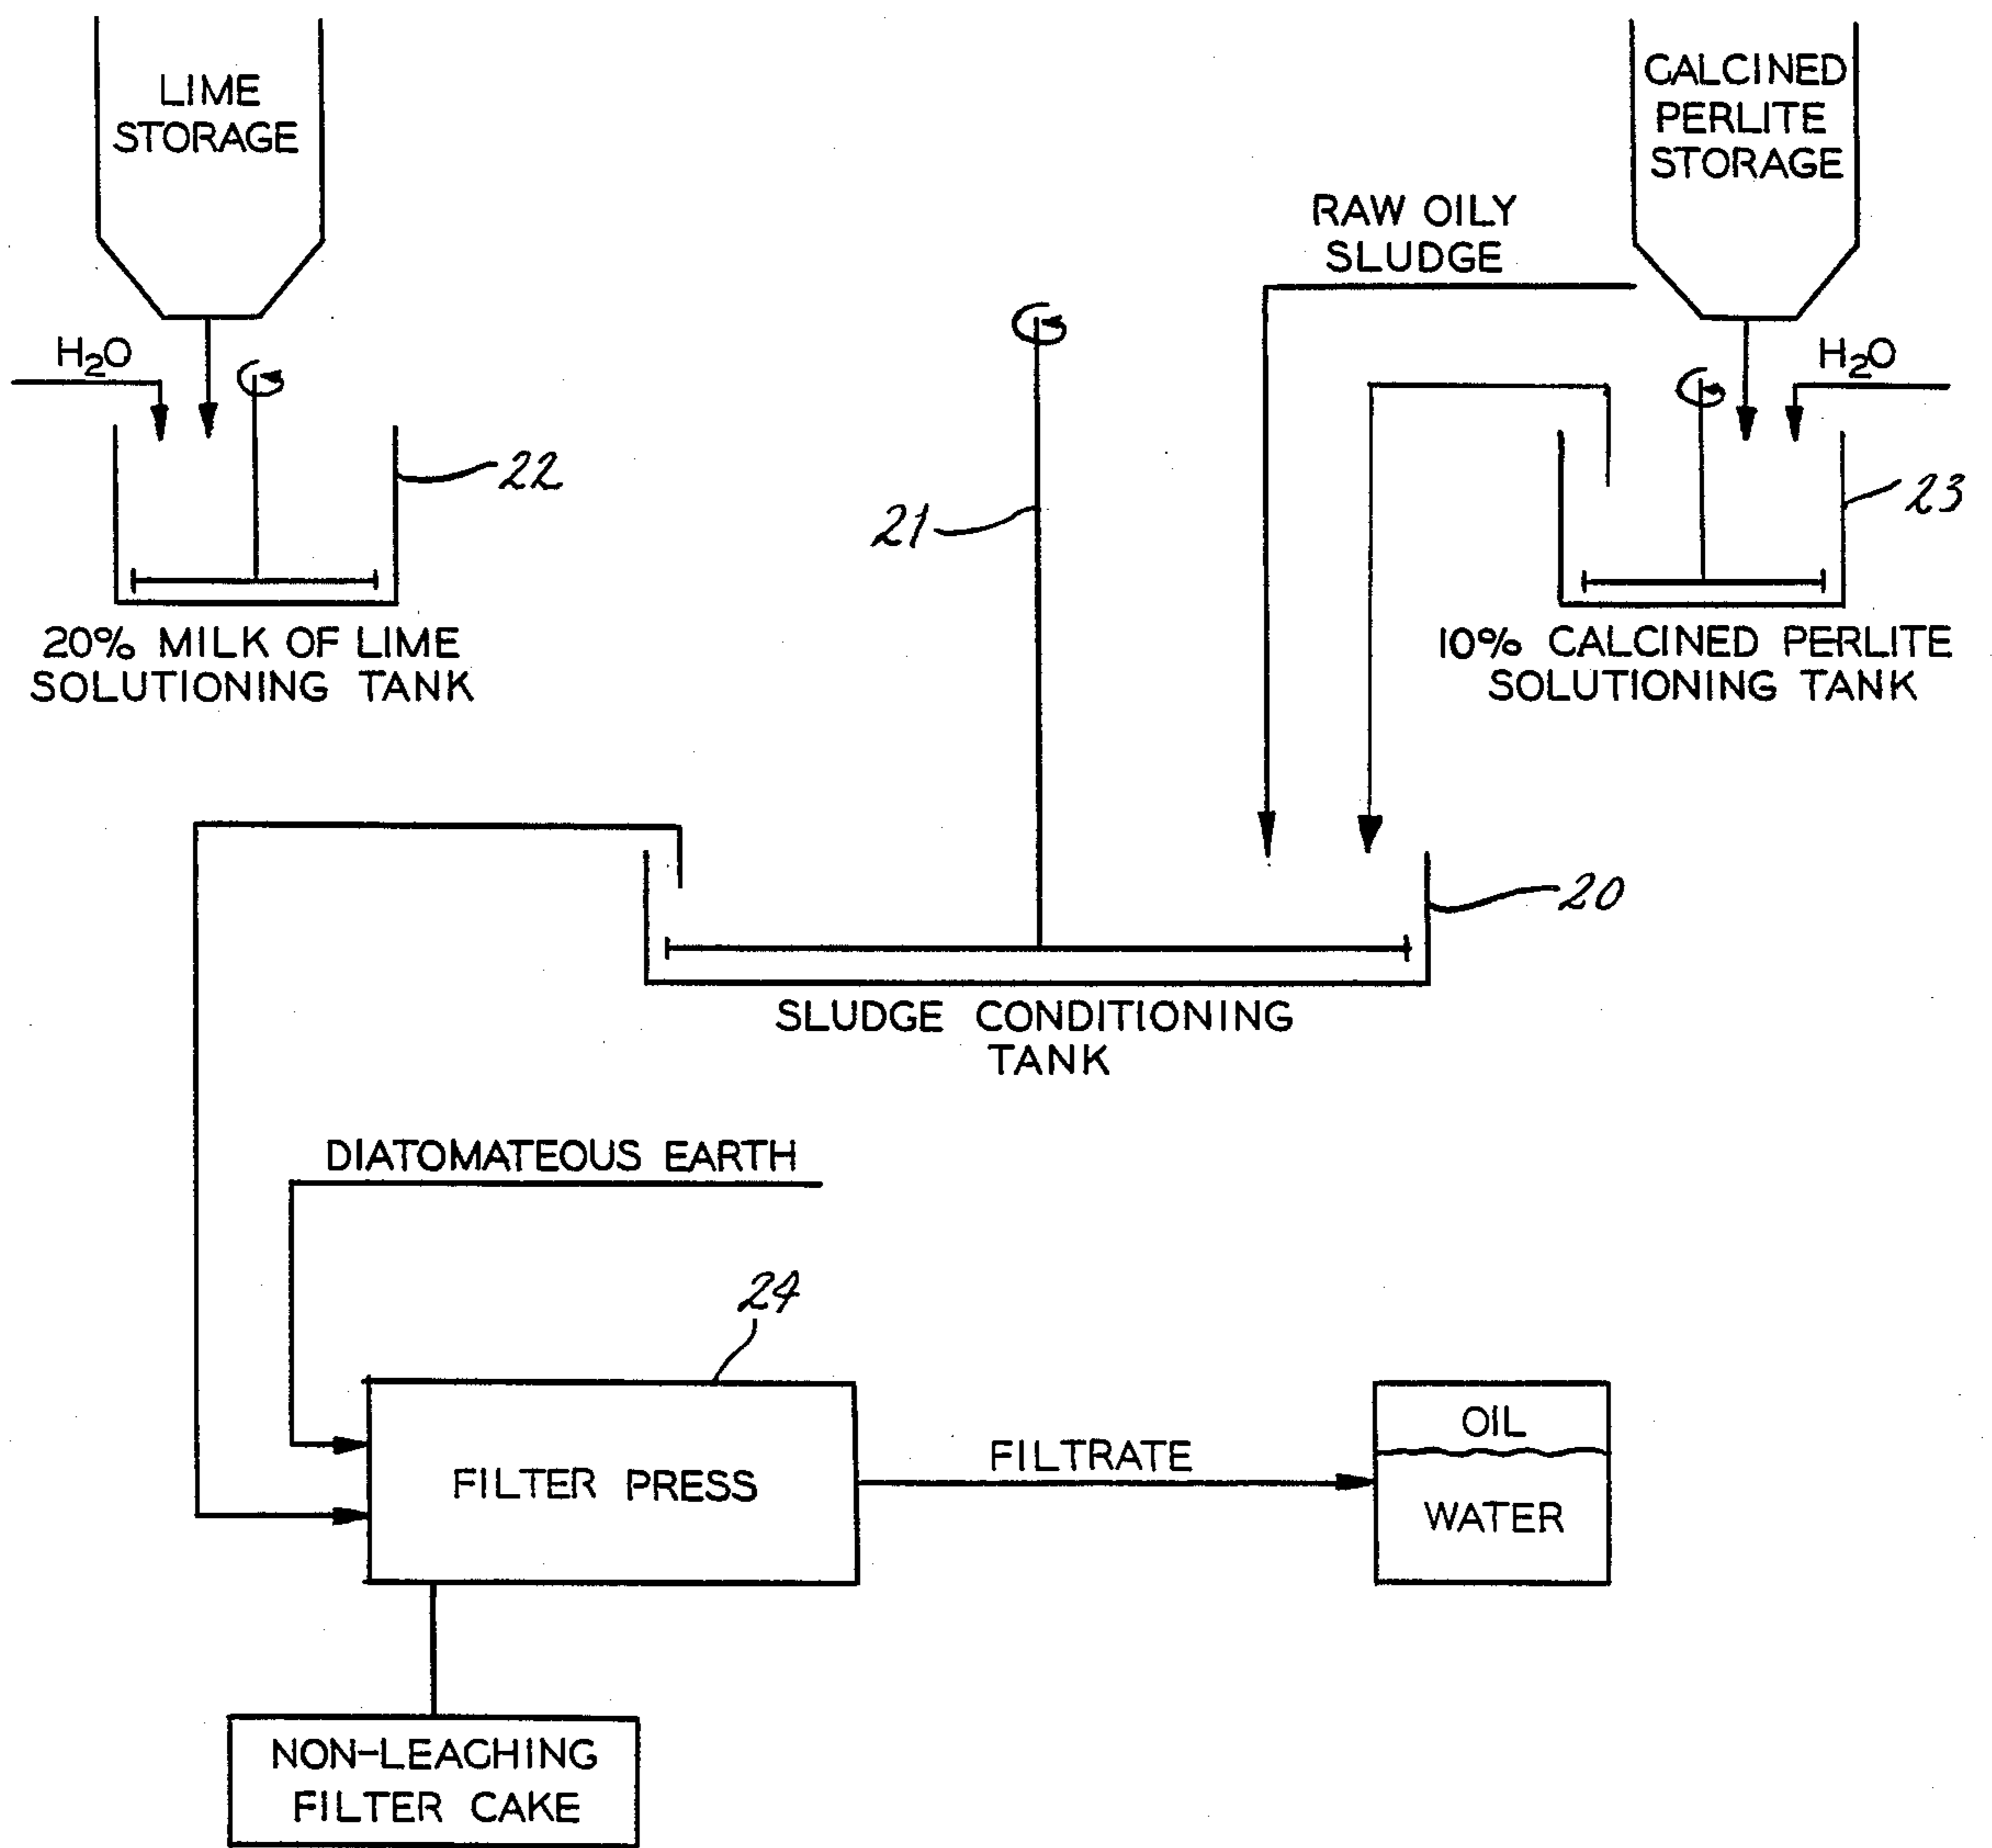 LIME
STORAGE
CALCINED
PERLITE
STORAGE
RAW OILY
SLUDGE
H₂O
H₂O
22
21
23
20% MILK OF LIME
SOLUTIONING TANK
10% CALCINED PERLITE
SOLUTIONING TANK
20
SLUDGE CONDITIONING
TANK
DIATOMATEOUS EARTH
24
FILTER PRESS
FILTRATE
OIL
WATER
NON-LEACHING
FILTER CAKE